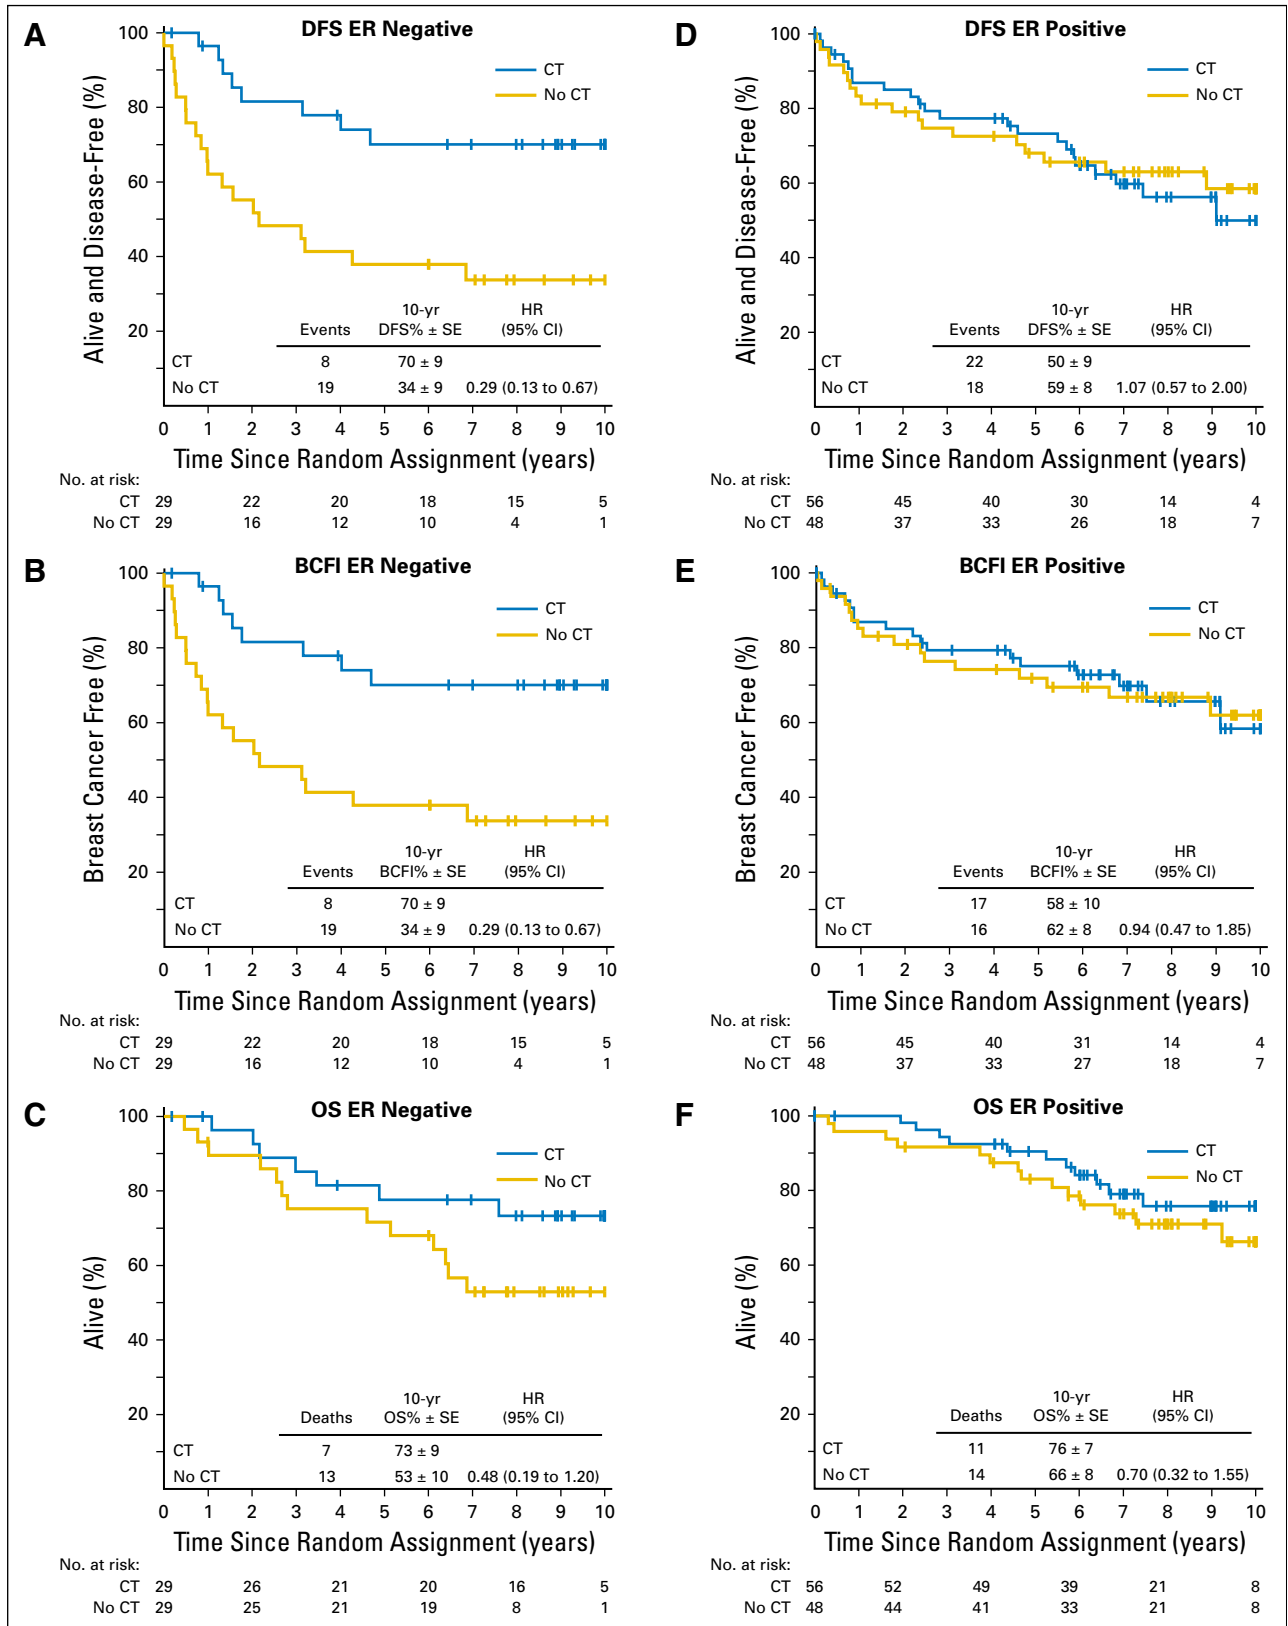 A
DFS ER Negative
CT
No CT
Alive and Disease-Free (%)
100
80
60
40
20
10-yr HR
Events DFS% ± SE (95% CI)
CT 8 70 ± 9
No CT 19 34 ± 9 0.29 (0.13 to 0.67)
0 1 2 3 4 5 6 7 8 9 10
Time Since Random Assignment (years)
No. at risk:
CT 29 22 20 18 15 5
No CT 29 16 12 10 4 1
D
DFS ER Positive
CT
No CT
Alive and Disease-Free (%)
100
80
60
40
20
10-yr HR
Events DFS% ± SE (95% CI)
CT 22 50 ± 9
No CT 18 59 ± 8 1.07 (0.57 to 2.00)
0 1 2 3 4 5 6 7 8 9 10
Time Since Random Assignment (years)
No. at risk:
CT 56 45 40 30 14 4
No CT 48 37 33 26 18 7
B
BCFI ER Negative
CT
No CT
Breast Cancer Free (%)
100
80
60
40
20
10-yr HR
Events BCFI% ± SE (95% CI)
CT 8 70 ± 9
No CT 19 34 ± 9 0.29 (0.13 to 0.67)
0 1 2 3 4 5 6 7 8 9 10
Time Since Random Assignment (years)
No. at risk:
CT 29 22 20 18 15 5
No CT 29 16 12 10 4 1
E
BCFI ER Positive
CT
No CT
Breast Cancer Free (%)
100
80
60
40
20
10-yr HR
Events BCFI% ± SE (95% CI)
CT 17 58 ± 10
No CT 16 62 ± 8 0.94 (0.47 to 1.85)
0 1 2 3 4 5 6 7 8 9 10
Time Since Random Assignment (years)
No. at risk:
CT 56 45 40 31 14 4
No CT 48 37 33 27 18 7
C
OS ER Negative
CT
No CT
Alive (%)
100
80
60
40
20
10-yr HR
Deaths OS% ± SE (95% CI)
CT 7 73 ± 9
No CT 13 53 ± 10 0.48 (0.19 to 1.20)
0 1 2 3 4 5 6 7 8 9 10
Time Since Random Assignment (years)
No. at risk:
CT 29 26 21 20 16 5
No CT 29 25 21 19 8 1
F
OS ER Positive
CT
No CT
Alive (%)
100
80
60
40
20
10-yr HR
Deaths OS% ± SE (95% CI)
CT 11 76 ± 7
No CT 14 66 ± 8 0.70 (0.32 to 1.55)
0 1 2 3 4 5 6 7 8 9 10
Time Since Random Assignment (years)
No. at risk:
CT 56 52 49 39 21 8
No CT 48 44 41 33 21 8